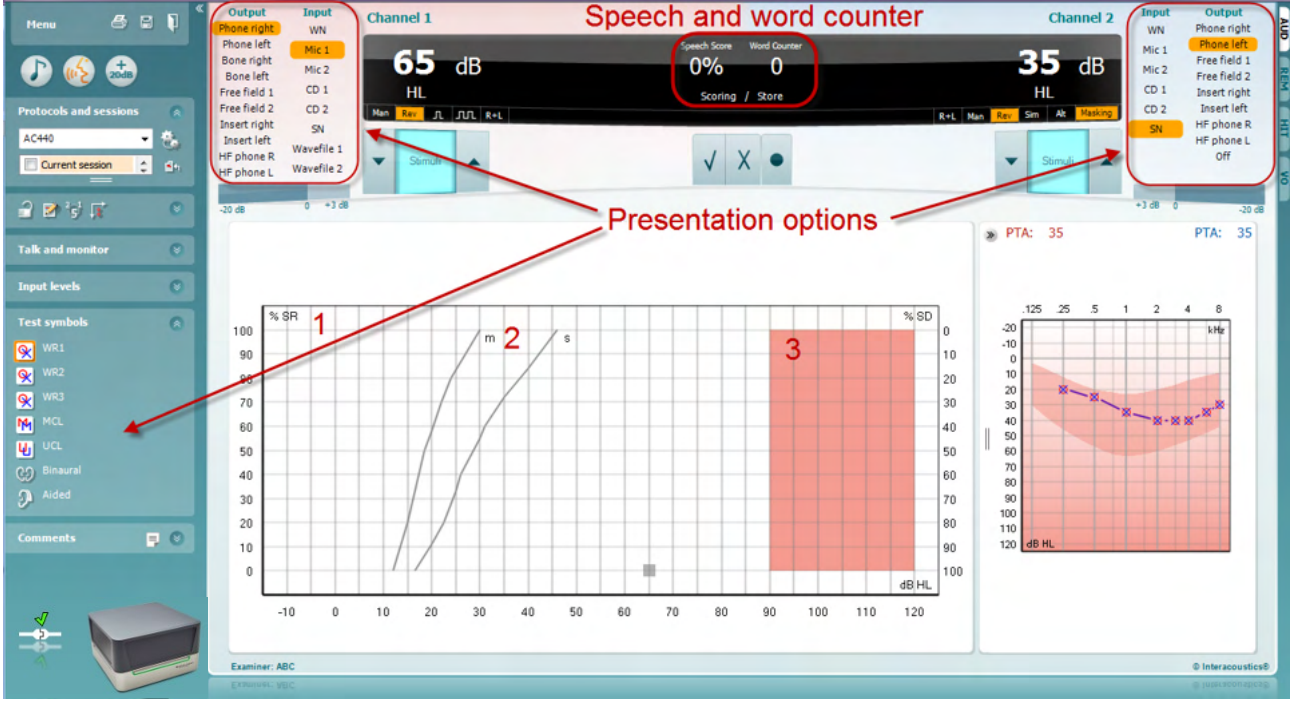 Menu
+
20dB
Protocols and sessions
AC440
Current session
Talk and monitor
Input levels
Test symbols
WR1
WR2
WR3
MCL
UCL
Binaural
Aided
Comments
Output
Phone right
Phone left
Bone right
Bone left
Free field 1
Free field 2
Insert right
Insert left
HF phone R
HF phone L
Input
WN
Mic 1
Mic 2
CD 1
CD 2
SN
Wavefile 1
Wavefile 2
-20 dB 0 +3 dB
Channel 1
Speech and word counter
Channel 2
65 dB
HL
Speech Score Word Counter
0% 0
Scoring / Store
35 dB
HL
Man Rev R+L
R+L Man Rev Sim Alt Masking
Stimuli
Stimuli
Input
WN
Mic 1
Mic 2
CD 1
CD 2
SN
Output
Phone right
Phone left
Free field 1
Free field 2
Insert right
Insert left
HF phone R
HF phone L
Off
+3 dB 0 -20 dB
AUD
REM
HIT
VO
Presentation options
% SR
1
m
2
s
3
% SD
100
90
80
70
60
50
40
30
20
10
0
0
10
20
30
40
50
60
70
80
90
100
dB HL
-10 0 10 20 30 40 50 60 70 80 90 100 110 120
PTA: 35
PTA: 35
.125 .25 .5 1 2 4 8
kHz
-20
-10
0
10
20
30
40
50
60
70
80
90
100
110
120
dB HL
Examiner: ABC
© Interacoustics®